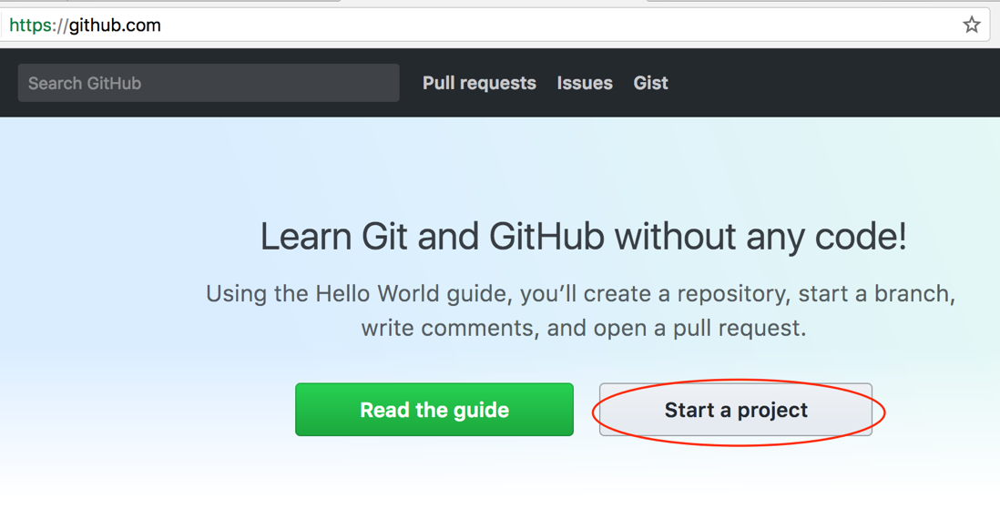 https://github.com
Search GitHub Pull requests Issues Gist
Learn Git and GitHub without any code!
Using the Hello World guide, you’ll create a repository, start a branch,
write comments, and open a pull request.
Read the guide Start a project